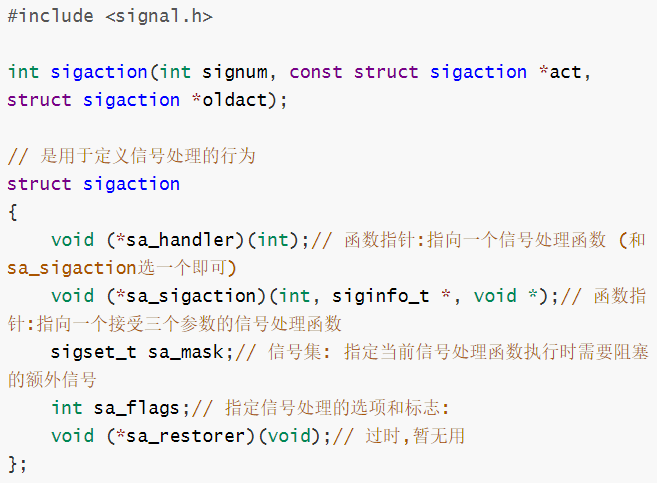 #include <signal.h>
int sigaction(int signum, const struct sigaction *act,
struct sigaction *oldact);
// 是用于定义信号处理的行为
struct sigaction
{
    void (*sa_handler)(int);// 函数指针:指向一个信号处理函数 (和
sa_sigaction选一个即可)
    void (*sa_sigaction)(int, siginfo_t *, void *);// 函数指
针:指向一个接受三个参数的信号处理函数
    sigset_t sa_mask;// 信号集: 指定当前信号处理函数执行时需要阻塞
的额外信号
    int sa_flags;// 指定信号处理的选项和标志:
    void (*sa_restorer)(void);// 过时,暂无用
};